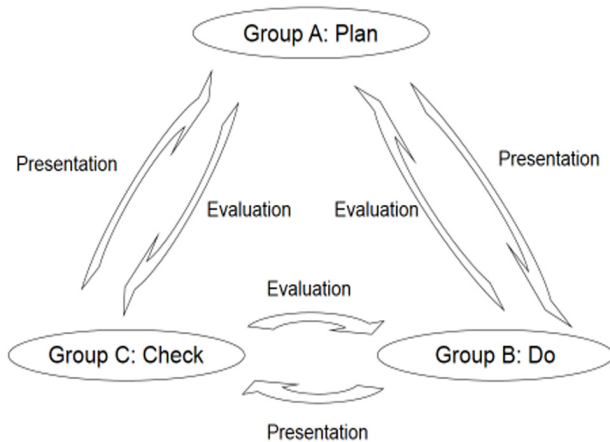 Group A: Plan
Presentation
Presentation
Evaluation
Evaluation
Evaluation
Group C: Check
Group B: Do
Presentation